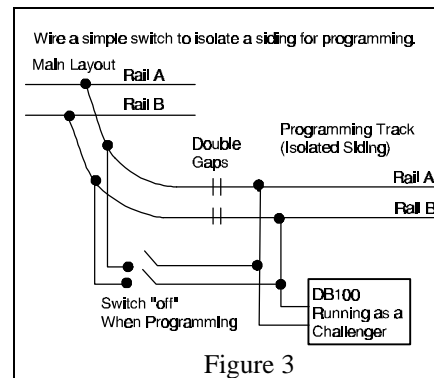 Wire a simple switch to isolate a siding for programming.
Main Layout
Rail A
Rail B
Double
Gaps
Programming Track
(Isolated Siding)
Rail A
Rail B
Switch "off"
When Programming
DB100
Running as a
Challenger
Figure 3